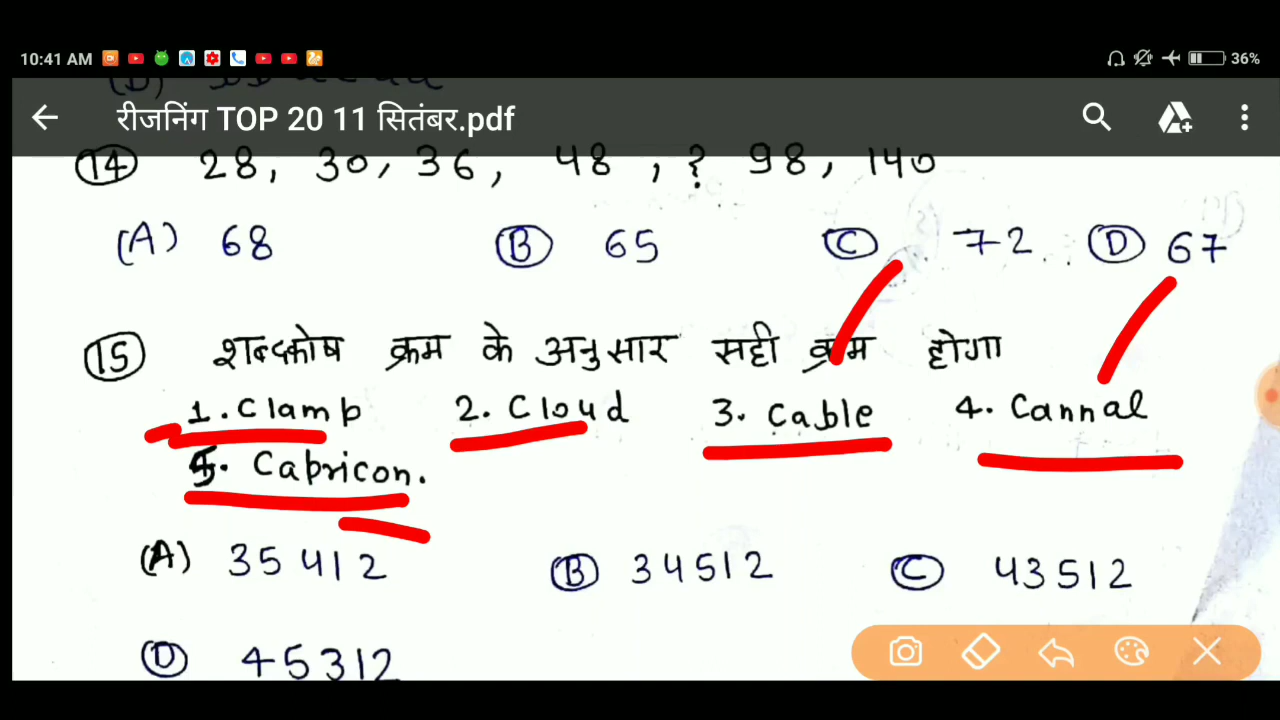 10:41 AM 36%
रीजनिंग TOP 20 11 सितंबर.pdf
14 28, 30, 36, 48, ? 98, 140
(A) 68 B 65 C 72 D 67
15 शब्दकोष क्रम के अनुसार सही क्रम होगा
1. Clamp 2. Cloud 3. Cable 4. Cannal
5. Capricon.
(A) 35412 B 34512 C 43512
D 45312